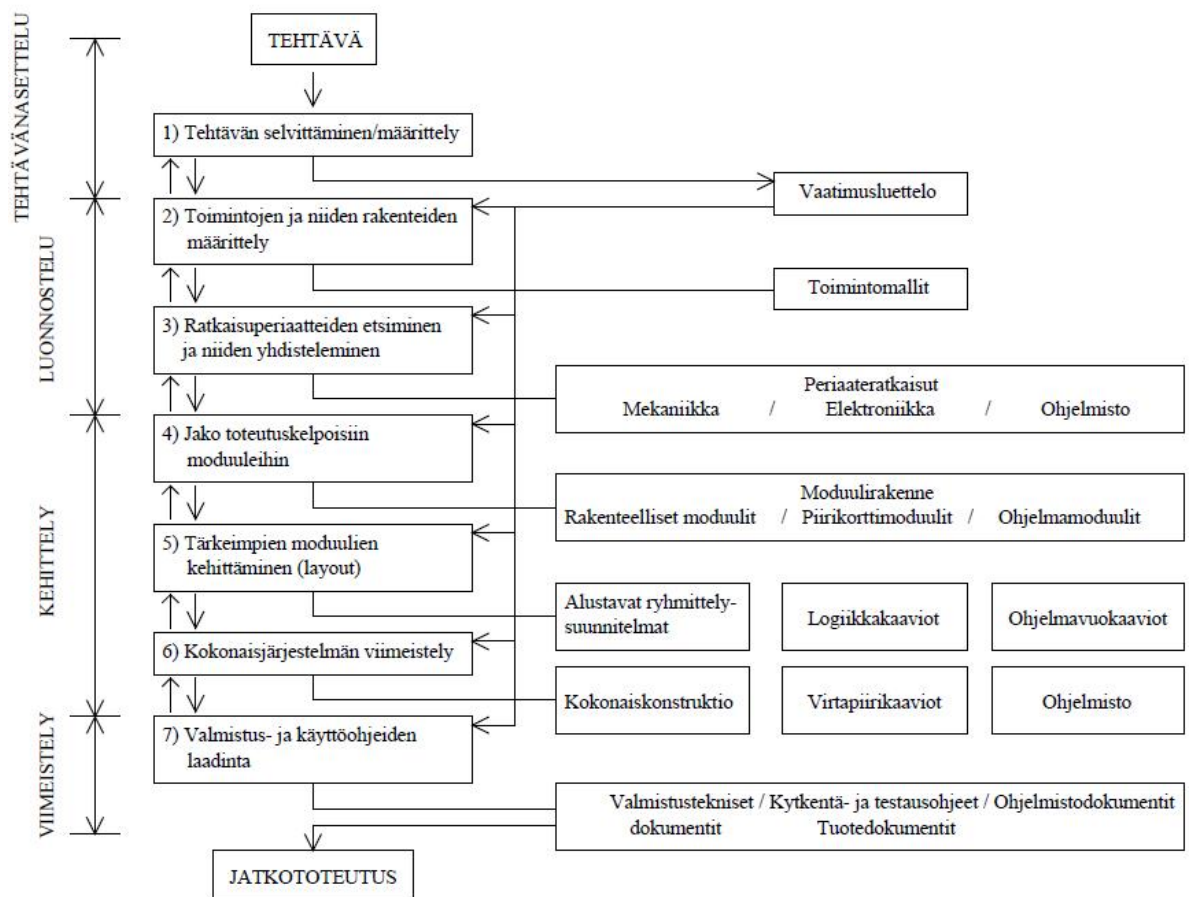 TEHTÄVÄ
TEHTÄVÄNASETTELU
1) Tehtävän selvittäminen/määrittely
Vaatimusluettelo
LUONNOSTELU
2) Toimintojen ja niiden rakenteiden
määrittely
Toimintomallit
3) Ratkaisuperiaatteiden etsiminen
ja niiden yhdisteleminen
Periaateratkaisut
Mekaniikka / Elektroniikka / Ohjelmisto
KEHITTELY
4) Jako toteutuskelpoisiin
moduuleihin
Moduulirakenne
Rakenteelliset moduulit / Piirikorttimoduulit / Ohjelmamoduulit
5) Tärkeimpien moduulien
kehittäminen (layout)
Alustavat ryhmittely-
suunnitelmat
Logiikkakaaviot
Ohjelmavuokaaviot
6) Kokonaisjärjestelmän viimeistely
Kokonaiskonstruktio
Virtapiirikaaviot
Ohjelmisto
VIIMEISTELY
7) Valmistus- ja käyttöohjeiden
laadinta
Valmistustekniset / Kytkentä- ja testausohjeet / Ohjelmistodokumentit
dokumentit Tuotedokumentit
JATKOTOTEUTUS